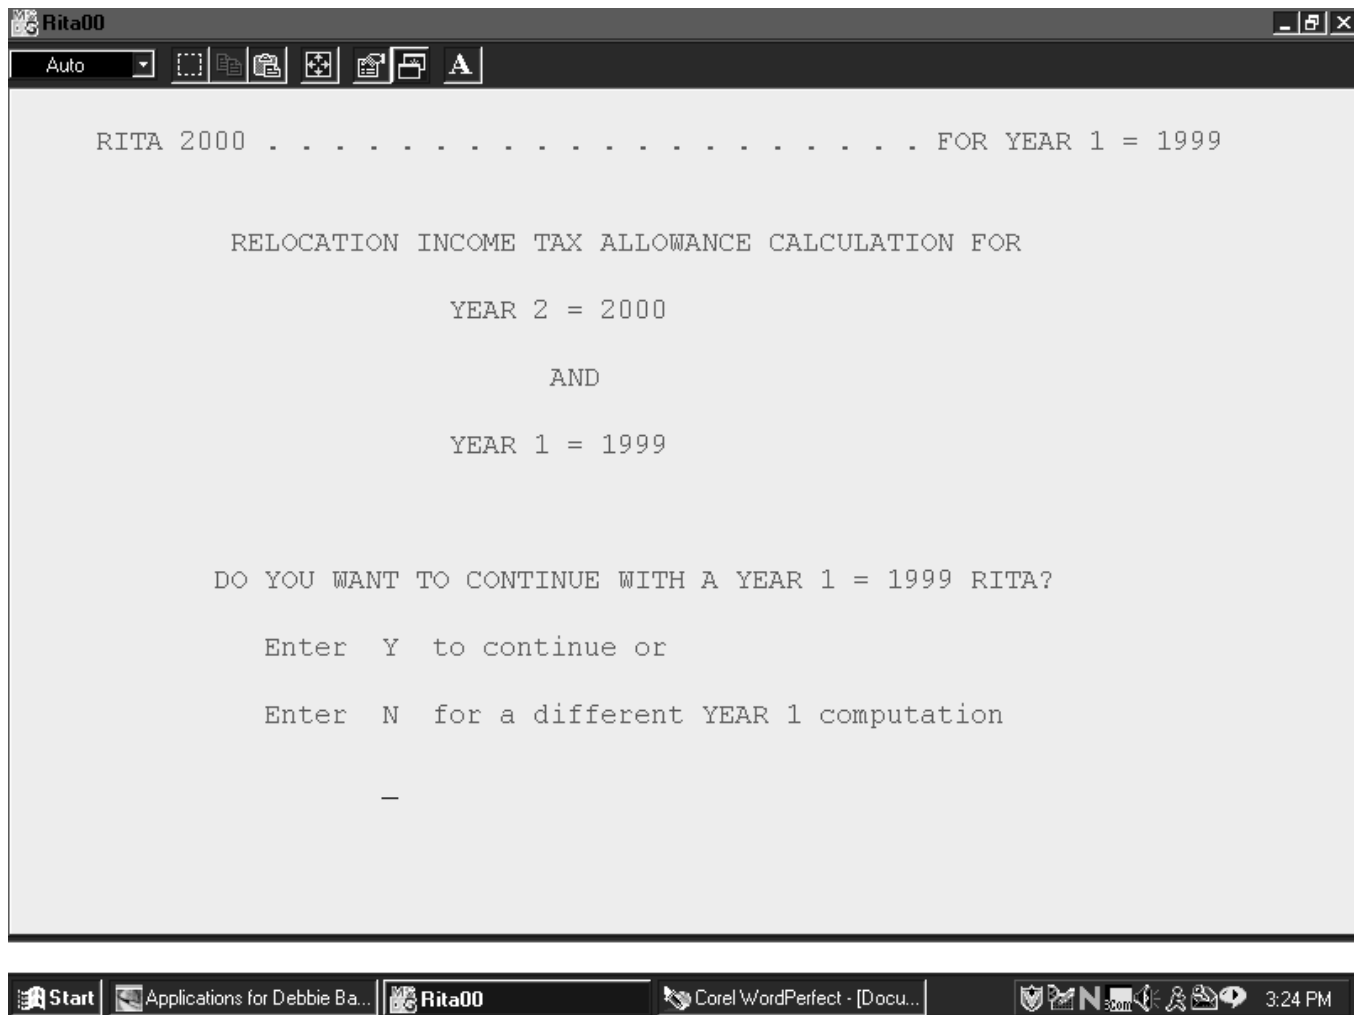 Rita00
Auto
A
RITA 2000 . . . . . . . . . . . . . . . . . . . . FOR YEAR 1 = 1999
RELOCATION INCOME TAX ALLOWANCE CALCULATION FOR
YEAR 2 = 2000
AND
YEAR 1 = 1999
DO YOU WANT TO CONTINUE WITH A YEAR 1 = 1999 RITA?
Enter Y to continue or
Enter N for a different YEAR 1 computation
_
Start Applications for Debbie Ba... Rita00 Corel WordPerfect - [Docu... N 3Com 3:24 PM